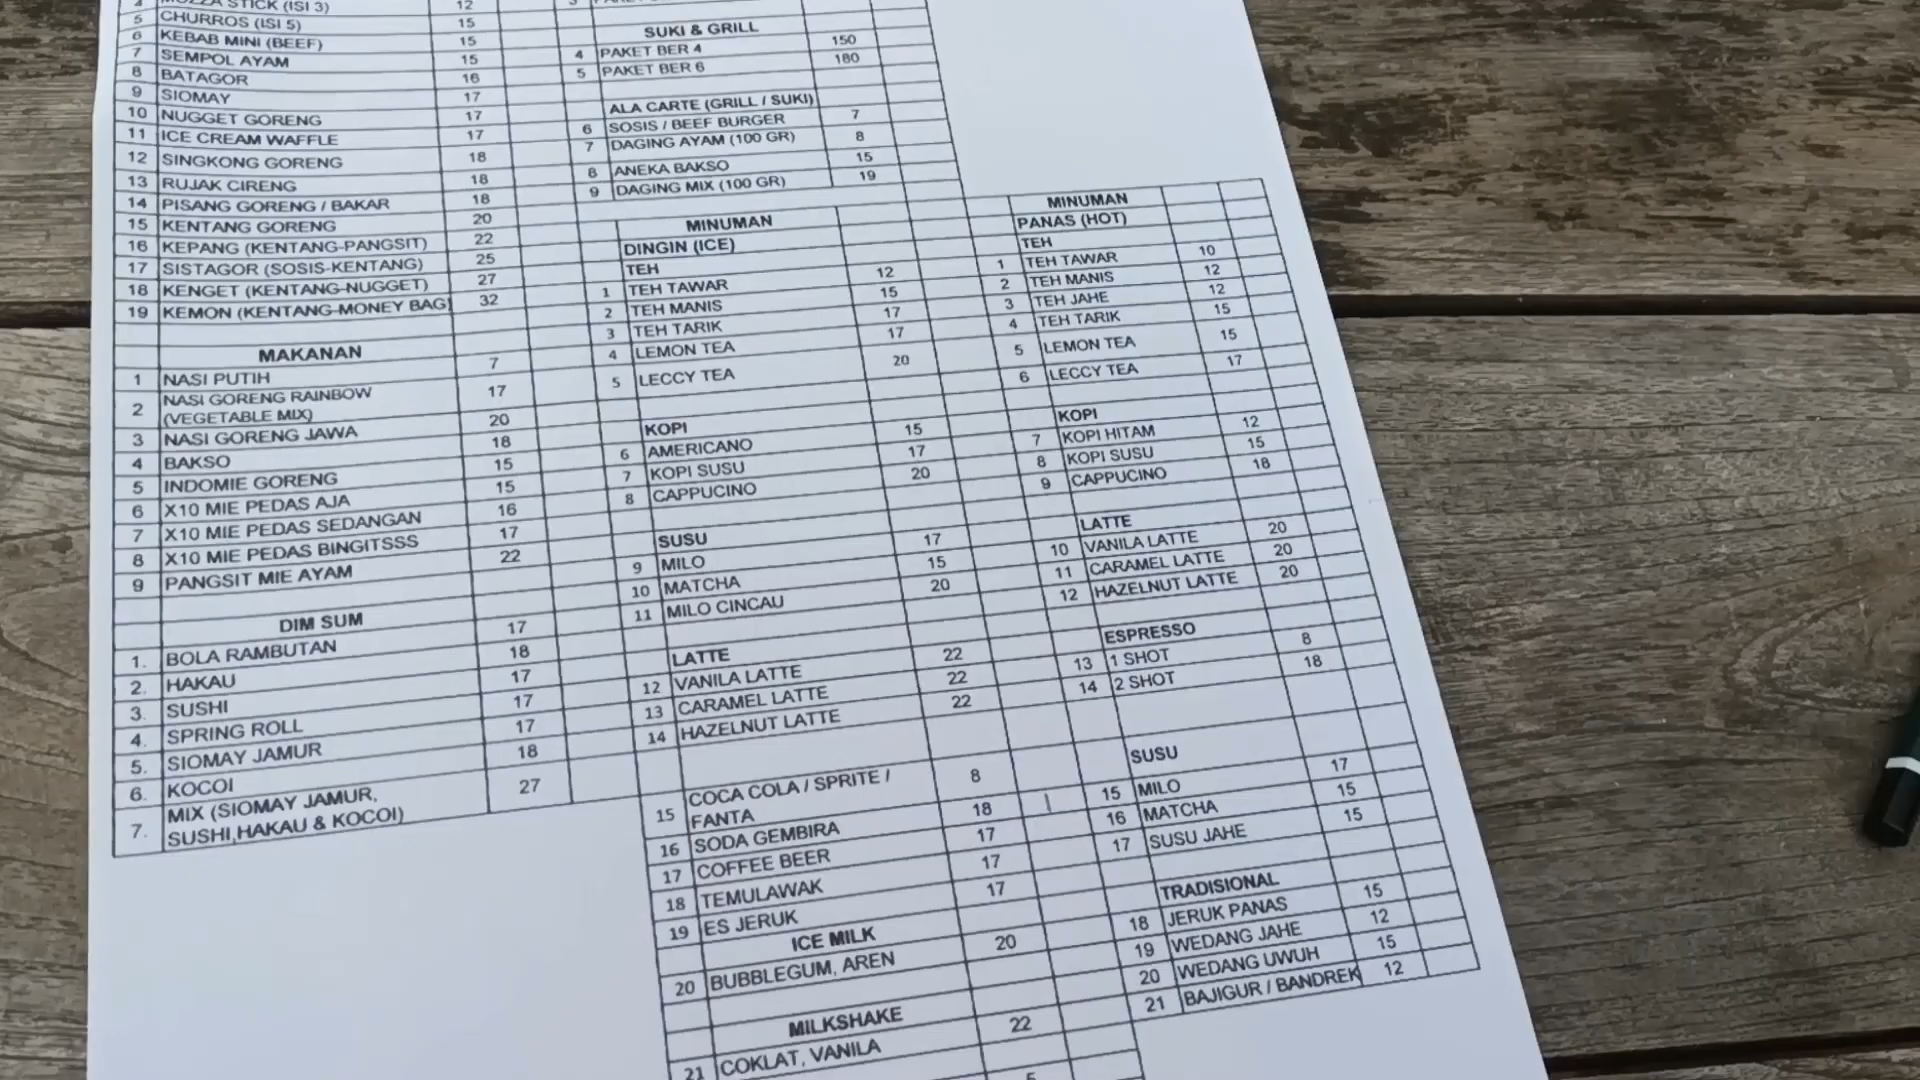 4 MOZZA STICK (ISI 3) 12
5 CHURROS (ISI 5) 15
6 KEBAB MINI (BEEF) 15
7 SEMPOL AYAM 15
8 BATAGOR 16
9 SIOMAY 17
10 NUGGET GORENG 17
11 ICE CREAM WAFFLE 17
12 SINGKONG GORENG 18
13 RUJAK CIRENG 18
14 PISANG GORENG / BAKAR 18
15 KENTANG GORENG 20
16 KEPANG (KENTANG-PANGSIT) 22
17 SISTAGOR (SOSIS-KENTANG) 25
18 KENGET (KENTANG-NUGGET) 27
19 KEMON (KENTANG-MONEY BAG) 32
MAKANAN
1 NASI PUTIH 7
2 NASI GORENG RAINBOW
(VEGETABLE MIX) 17
3 NASI GORENG JAWA 20
4 BAKSO 18
5 INDOMIE GORENG 15
6 X10 MIE PEDAS AJA 15
7 X10 MIE PEDAS SEDANGAN 16
8 X10 MIE PEDAS BINGITSSS 17
9 PANGSIT MIE AYAM 22
DIM SUM
1. BOLA RAMBUTAN 17
2. HAKAU 18
3. SUSHI 17
4. SPRING ROLL 17
5. SIOMAY JAMUR 17
6. KOCOI 18
7. MIX (SIOMAY JAMUR,
SUSHI,HAKAU & KOCOI) 27
SUKI & GRILL
4 PAKET BER 4 150
5 PAKET BER 6 180
ALA CARTE (GRILL / SUKI)
6 SOSIS / BEEF BURGER 7
7 DAGING AYAM (100 GR) 8
8 ANEKA BAKSO 15
9 DAGING MIX (100 GR) 19
MINUMAN
DINGIN (ICE)
TEH
1 TEH TAWAR 12
2 TEH MANIS 15
3 TEH TARIK 17
4 LEMON TEA 17
5 LECCY TEA 20
KOPI
6 AMERICANO 15
7 KOPI SUSU 17
8 CAPPUCINO 20
SUSU
9 MILO 17
10 MATCHA 15
11 MILO CINCAU 20
LATTE
12 VANILA LATTE 22
13 CARAMEL LATTE 22
14 HAZELNUT LATTE 22
15 COCA COLA / SPRITE /
FANTA 8
16 SODA GEMBIRA 18
17 COFFEE BEER 17
18 TEMULAWAK 17
19 ES JERUK 17
ICE MILK
20 BUBBLEGUM, AREN 20
MILKSHAKE
21 COKLAT, VANILA 22
MINUMAN
PANAS (HOT)
TEH
1 TEH TAWAR 10
2 TEH MANIS 12
3 TEH JAHE 12
4 TEH TARIK 15
5 LEMON TEA 15
6 LECCY TEA 17
KOPI
7 KOPI HITAM 12
8 KOPI SUSU 15
9 CAPPUCINO 18
LATTE
10 VANILA LATTE 20
11 CARAMEL LATTE 20
12 HAZELNUT LATTE 20
ESPRESSO
13 1 SHOT 8
14 2 SHOT 18
SUSU
15 MILO 17
16 MATCHA 15
17 SUSU JAHE 15
TRADISIONAL
18 JERUK PANAS 15
19 WEDANG JAHE 12
20 WEDANG UWUH 15
21 BAJIGUR / BANDREK 12